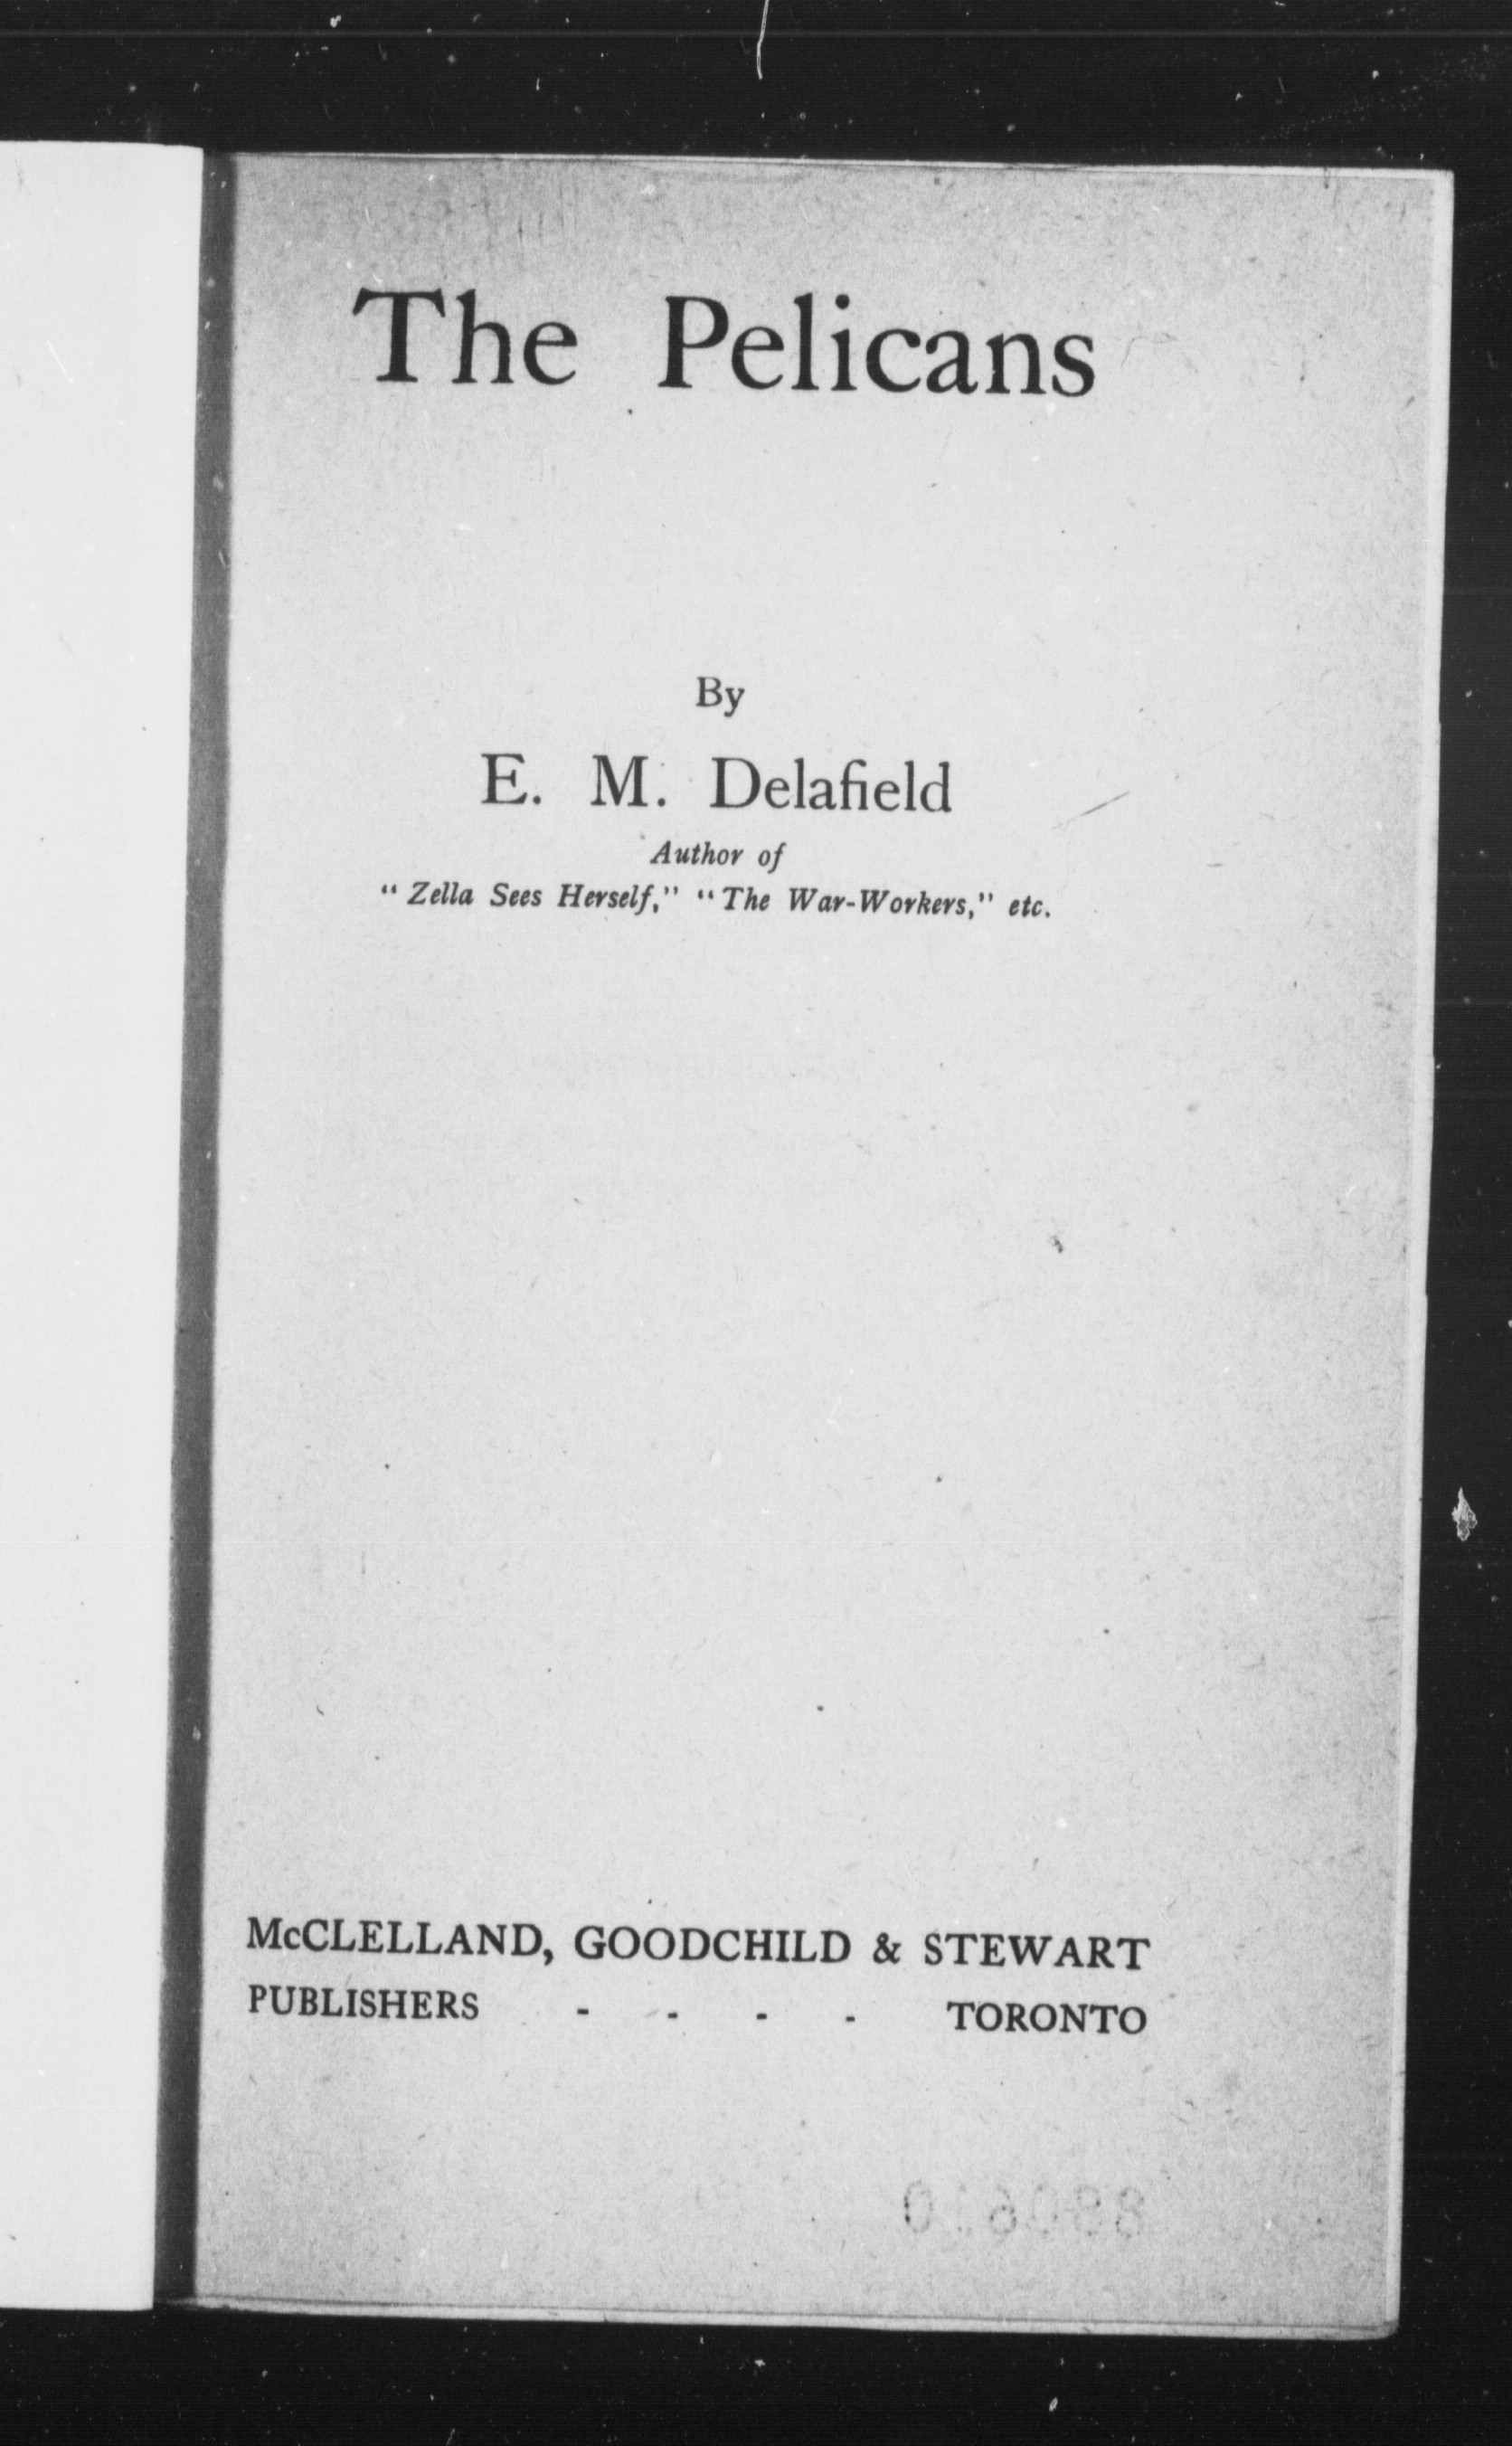 The Pelicans
By
E. M. Delafield
Author of
“Zella Sees Herself,” “The War-Workers,” etc.
McCLELLAND, GOODCHILD & STEWART
PUBLISHERS - - - - TORONTO